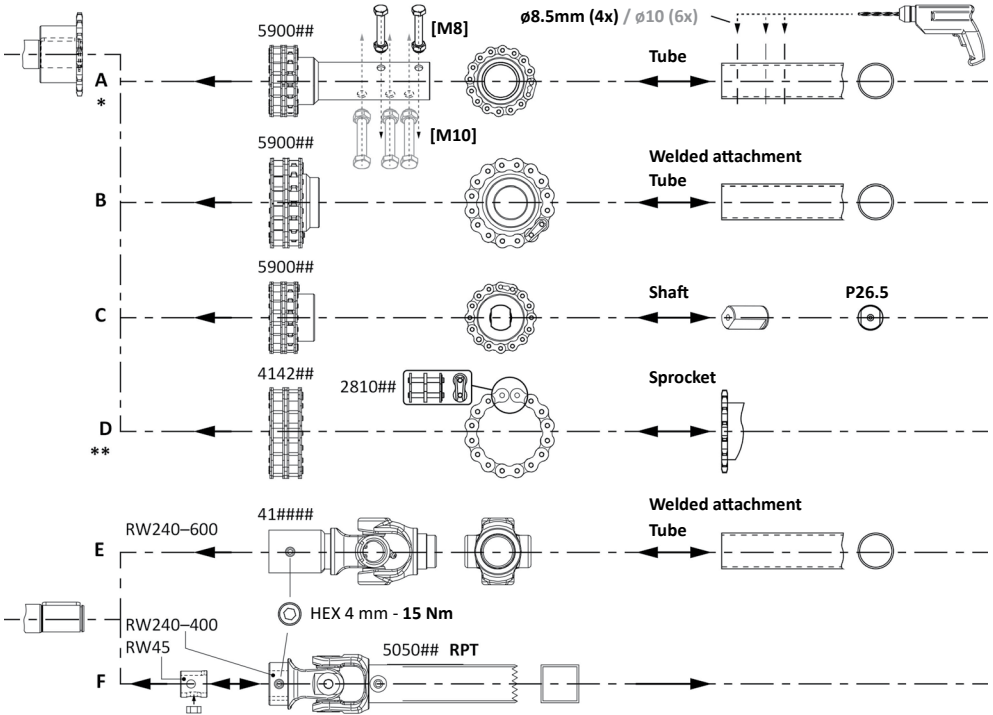 5900## [M8] ø8.5mm (4x) / ø10 (6x)
A Tube
*
[M10]
5900## Welded attachment
B Tube
5900## Shaft P26.5
C
4142## 2810## Sprocket
D
**
RW240–600 41#### Welded attachment
E Tube
HEX 4 mm - 15 Nm
RW240–400
RW45 5050## RPT
F